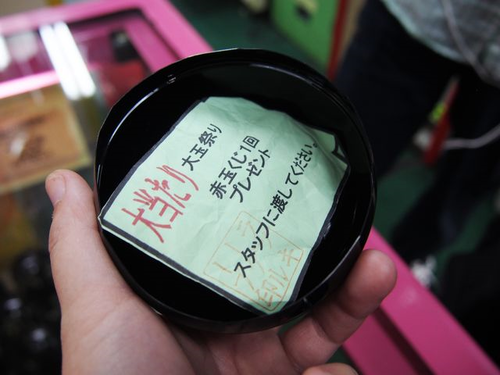 大当たり
大玉祭り
赤玉くじ1回
プレゼント
スタッフに渡してください。